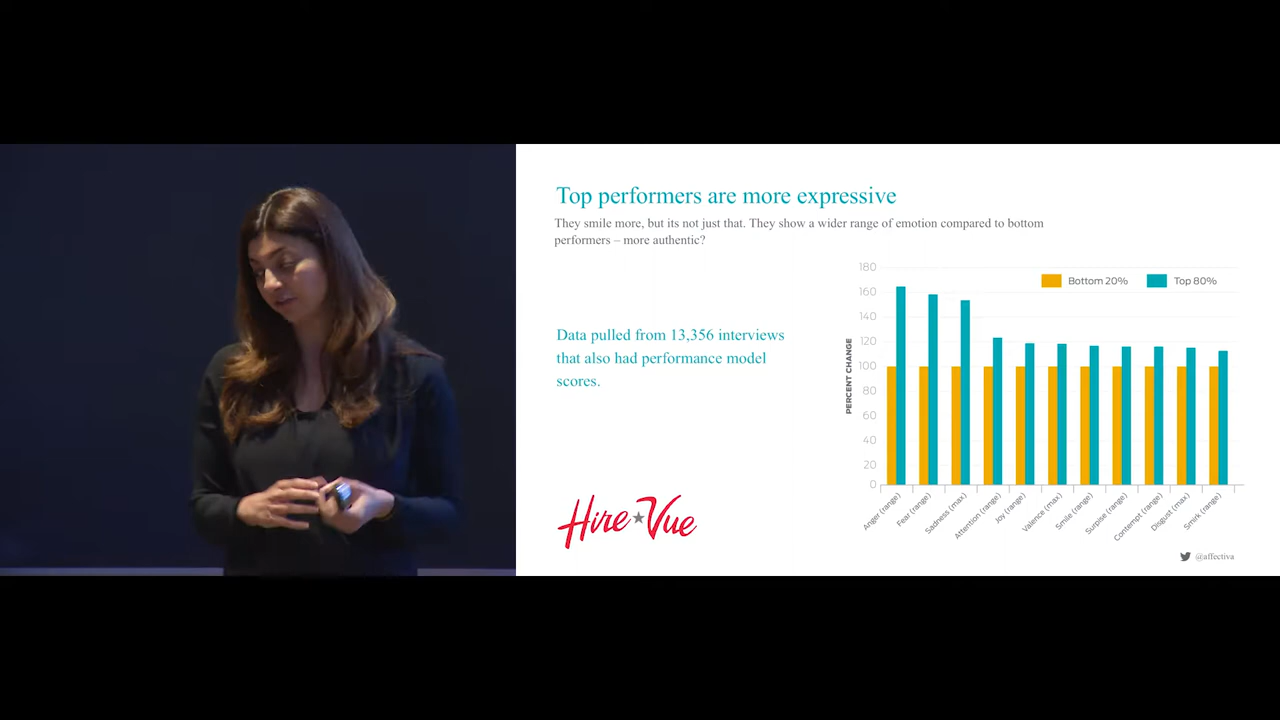 Top performers are more expressive
They smile more, but its not just that. They show a wider range of emotion compared to bottom
performers – more authentic?
Data pulled from 13,356 interviews
that also had performance model
scores.
Hire Vue
Bottom 20%
Top 80%
PERCENT CHANGE
180
160
140
120
100
80
60
40
20
0
Anger (range)
Fear (range)
Sadness (max)
Attention (range)
Joy (range)
Valence (max)
Smile (range)
Surpise (range)
Contempt (range)
Disgust (max)
Smirk (range)
@affectiva